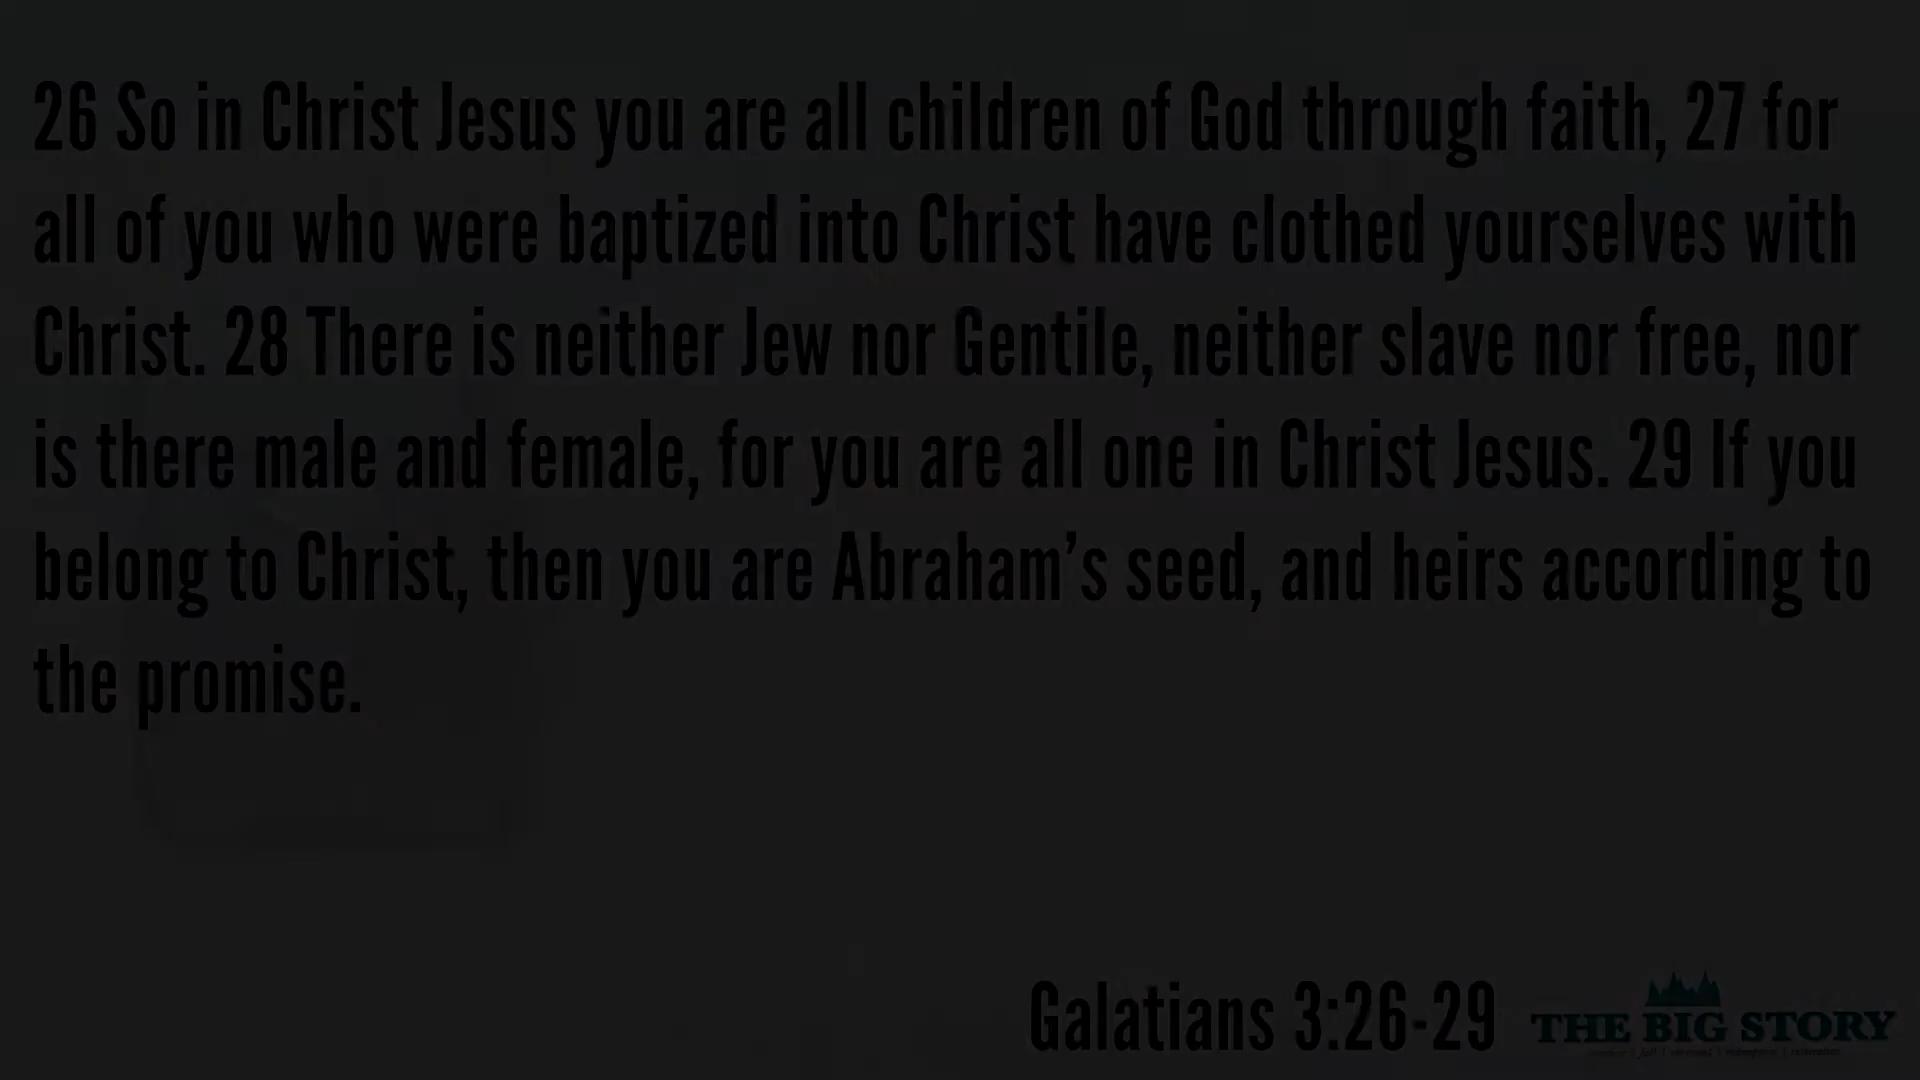 26 So in Christ Jesus you are all children of God through faith, 27 for
all of you who were baptized into Christ have clothed yourselves with
Christ. 28 There is neither Jew nor Gentile, neither slave nor free, nor
is there male and female, for you are all one in Christ Jesus. 29 If you
belong to Christ, then you are Abraham’s seed, and heirs according to
the promise.
Galatians 3:26-29
THE BIG STORY
fall | covenant | redemption | restoration